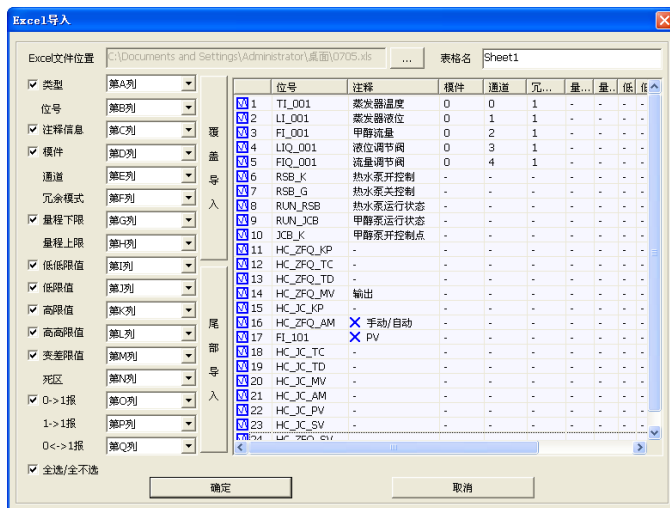 Excel导入
Excel文件位置 C:\Documents and Settings\Administrator\桌面\0705.xls ... 表格名 Sheet1
类型 第A列
位号 第B列
注释信息 第C列
模件 第D列
通道 第E列
冗余模式 第F列
量程下限 第G列
量程上限 第H列
低低限值 第I列
低限值 第J列
高限值 第K列
高高限值 第L列
变差限值 第M列
死区 第N列
0->1报 第O列
1->1报 第P列
0<->1报 第Q列
全选/全不选
覆盖导入
尾部导入
位号 注释 模件 通道 冗... 量... 量... 低
1 TI_001 蒸发器温度 0 0 1 - - - -
2 LI_001 蒸发器液位 0 1 1 - - - -
3 FI_001 甲醇流量 0 2 1 - - - -
4 LIQ_001 液位调节阀 0 3 1 - - - -
5 FIQ_001 流量调节阀 0 4 1 - - - -
6 RSB_K 热水泵开控制 - - - - - - -
7 RSB_G 热水泵关控制 - - - - - - -
8 RUN_RSB 热水泵运行状态 - - - - - - -
9 RUN_JCB 甲醇泵运行状态 - - - - - - -
10 JCB_K 甲醇泵开控制点 - - - - - - -
11 HC_ZFQ_KP - - - - - - - -
12 HC_ZFQ_TC - - - - - - - -
13 HC_ZFQ_TD - - - - - - - -
14 HC_ZFQ_MV 输出 - - - - - - -
15 HC_JC_KP - - - - - - - -
16 HC_ZFQ_AM 手动/自动 - - - - - - -
17 FI_101 PV - - - - - - -
18 HC_JC_TC - - - - - - - -
19 HC_JC_TD - - - - - - - -
20 HC_JC_MV - - - - - - - -
21 HC_JC_AM - - - - - - - -
22 HC_JC_PV - - - - - - - -
23 HC_JC_SV - - - - - - - -
24 HC_ZFQ_SV
确定 取消